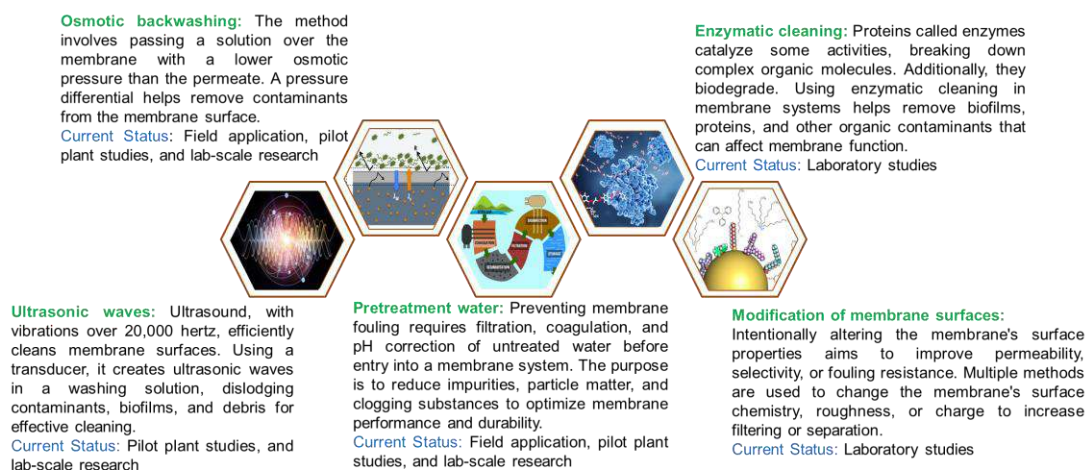 Osmotic backwashing: The method
involves passing a solution over the
membrane with a lower osmotic
pressure than the permeate. A pressure
differential helps remove contaminants
from the membrane surface.
Current Status: Field application, pilot
plant studies, and lab-scale research
Enzymatic cleaning: Proteins called enzymes
catalyze some activities, breaking down
complex organic molecules. Additionally, they
biodegrade. Using enzymatic cleaning in
membrane systems helps remove biofilms,
proteins, and other organic contaminants that
can affect membrane function.
Current Status: Laboratory studies
COAGULATION
SEDIMENTATION
FILTRATION
DISINFECTION
STORAGE
Ultrasonic waves: Ultrasound, with
vibrations over 20,000 hertz, efficiently
cleans membrane surfaces. Using a
transducer, it creates ultrasonic waves
in a washing solution, dislodging
contaminants, biofilms, and debris for
effective cleaning.
Current Status: Pilot plant studies, and
lab-scale research
Pretreatment water: Preventing membrane
fouling requires filtration, coagulation, and
pH correction of untreated water before
entry into a membrane system. The purpose
is to reduce impurities, particle matter, and
clogging substances to optimize membrane
performance and durability.
Current Status: Field application, pilot plant
studies, and lab-scale research
Modification of membrane surfaces:
Intentionally altering the membrane's surface
properties aims to improve permeability,
selectivity, or fouling resistance. Multiple methods
are used to change the membrane's surface
chemistry, roughness, or charge to increase
filtering or separation.
Current Status: Laboratory studies